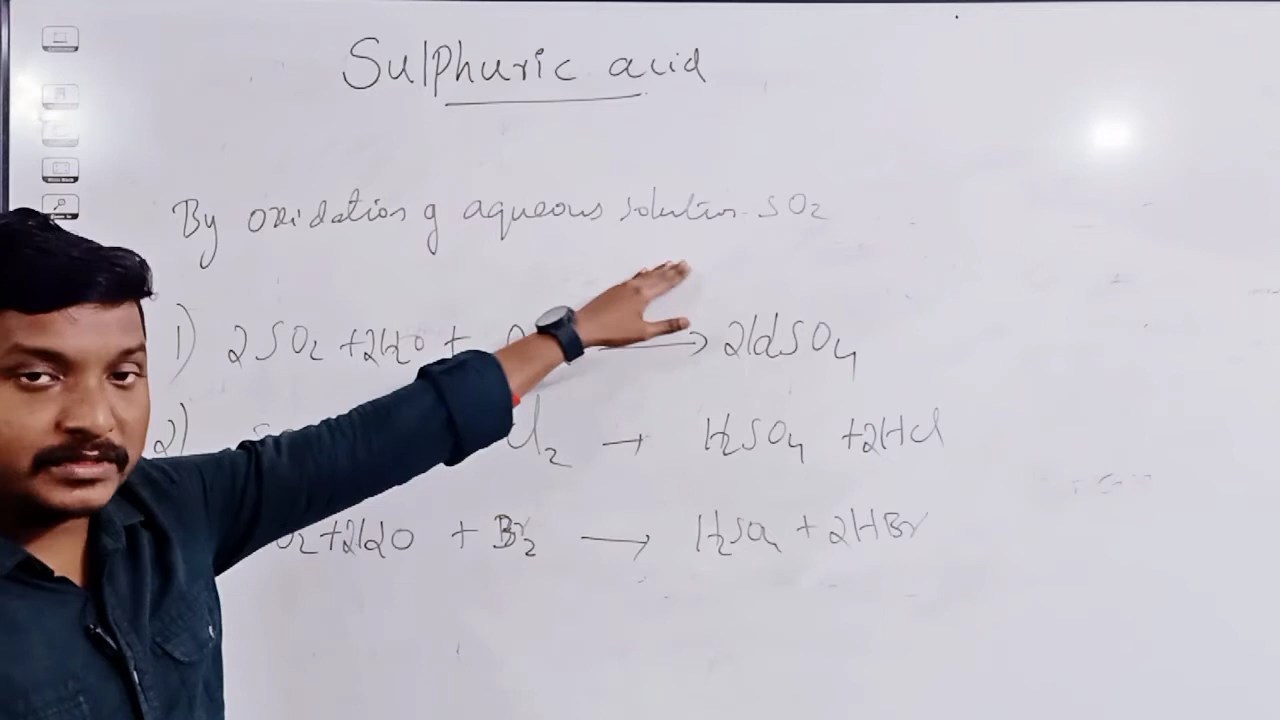 Sulphuric acid
By oxidation of aqueous solution SO2
1) 2SO2 + 2H2O + → 2H2SO4
2) Cl2 → H2SO4 + 2HCl
O2 + 2H2O + Br2 → H2SO4 + 2HBr